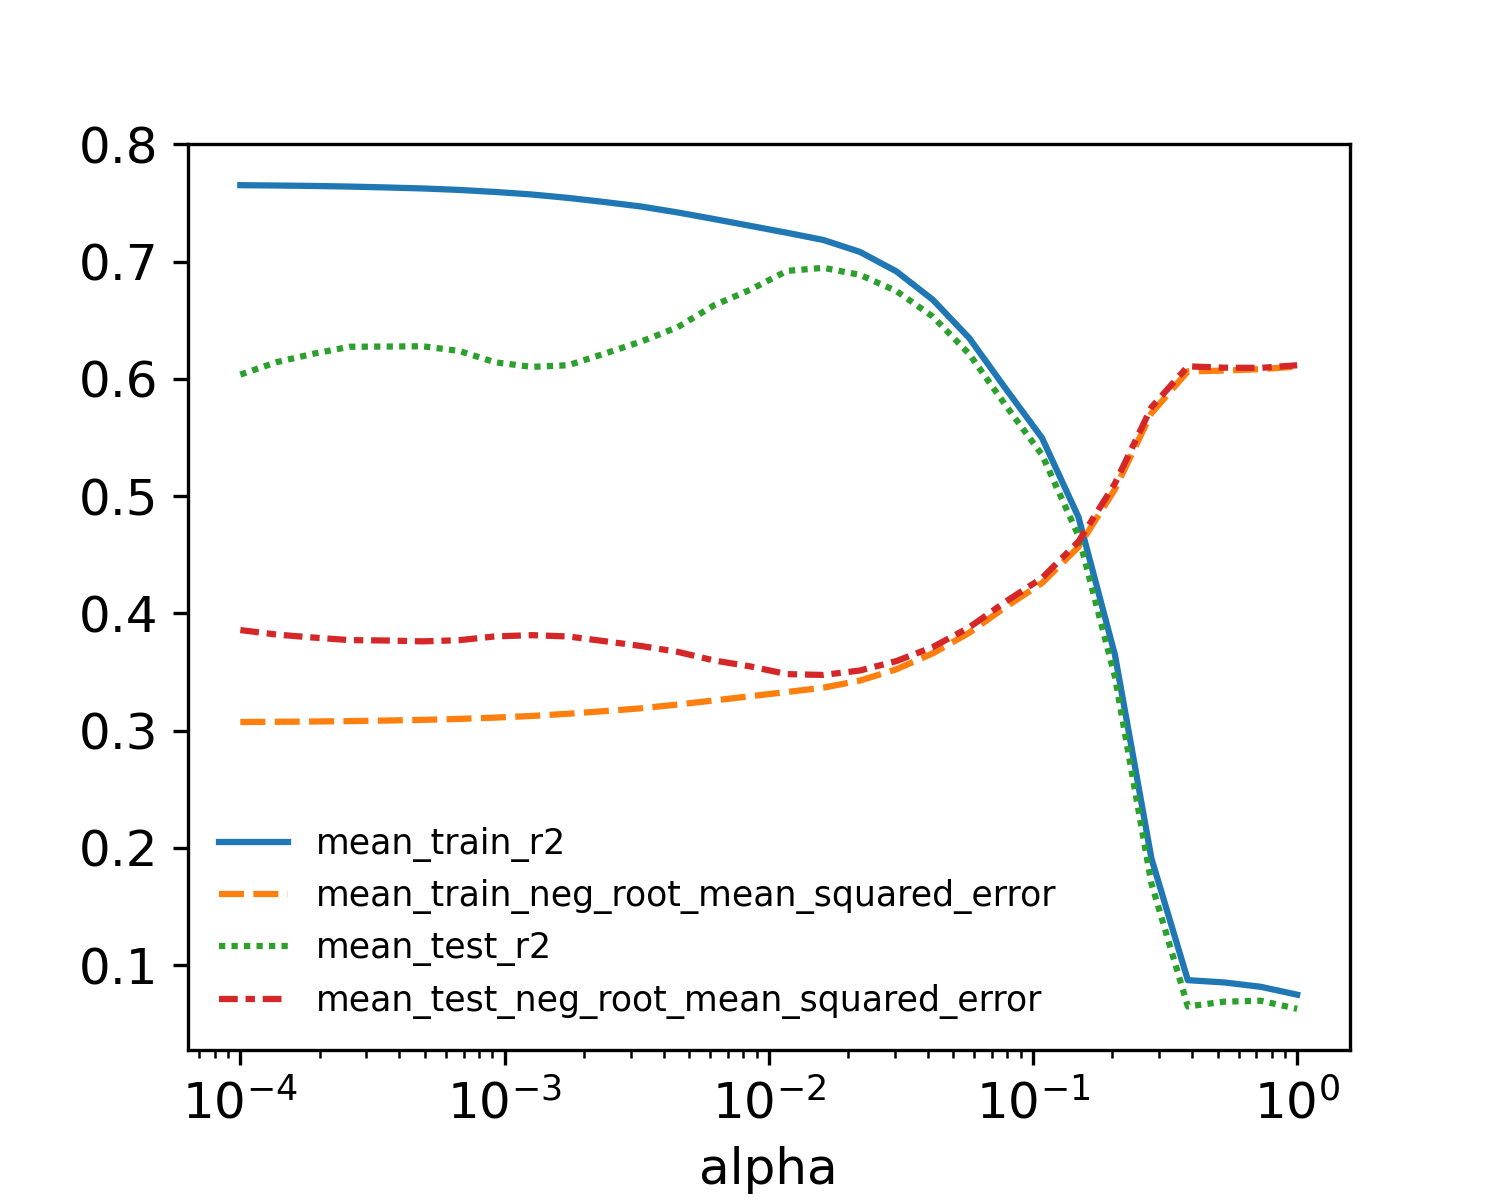 0.8
0.7
0.6
0.5
0.4
0.3
0.2
0.1
mean_train_r2
mean_train_neg_root_mean_squared_error
mean_test_r2
mean_test_neg_root_mean_squared_error
10⁻⁴ 10⁻³ 10⁻² 10⁻¹ 10⁰
alpha